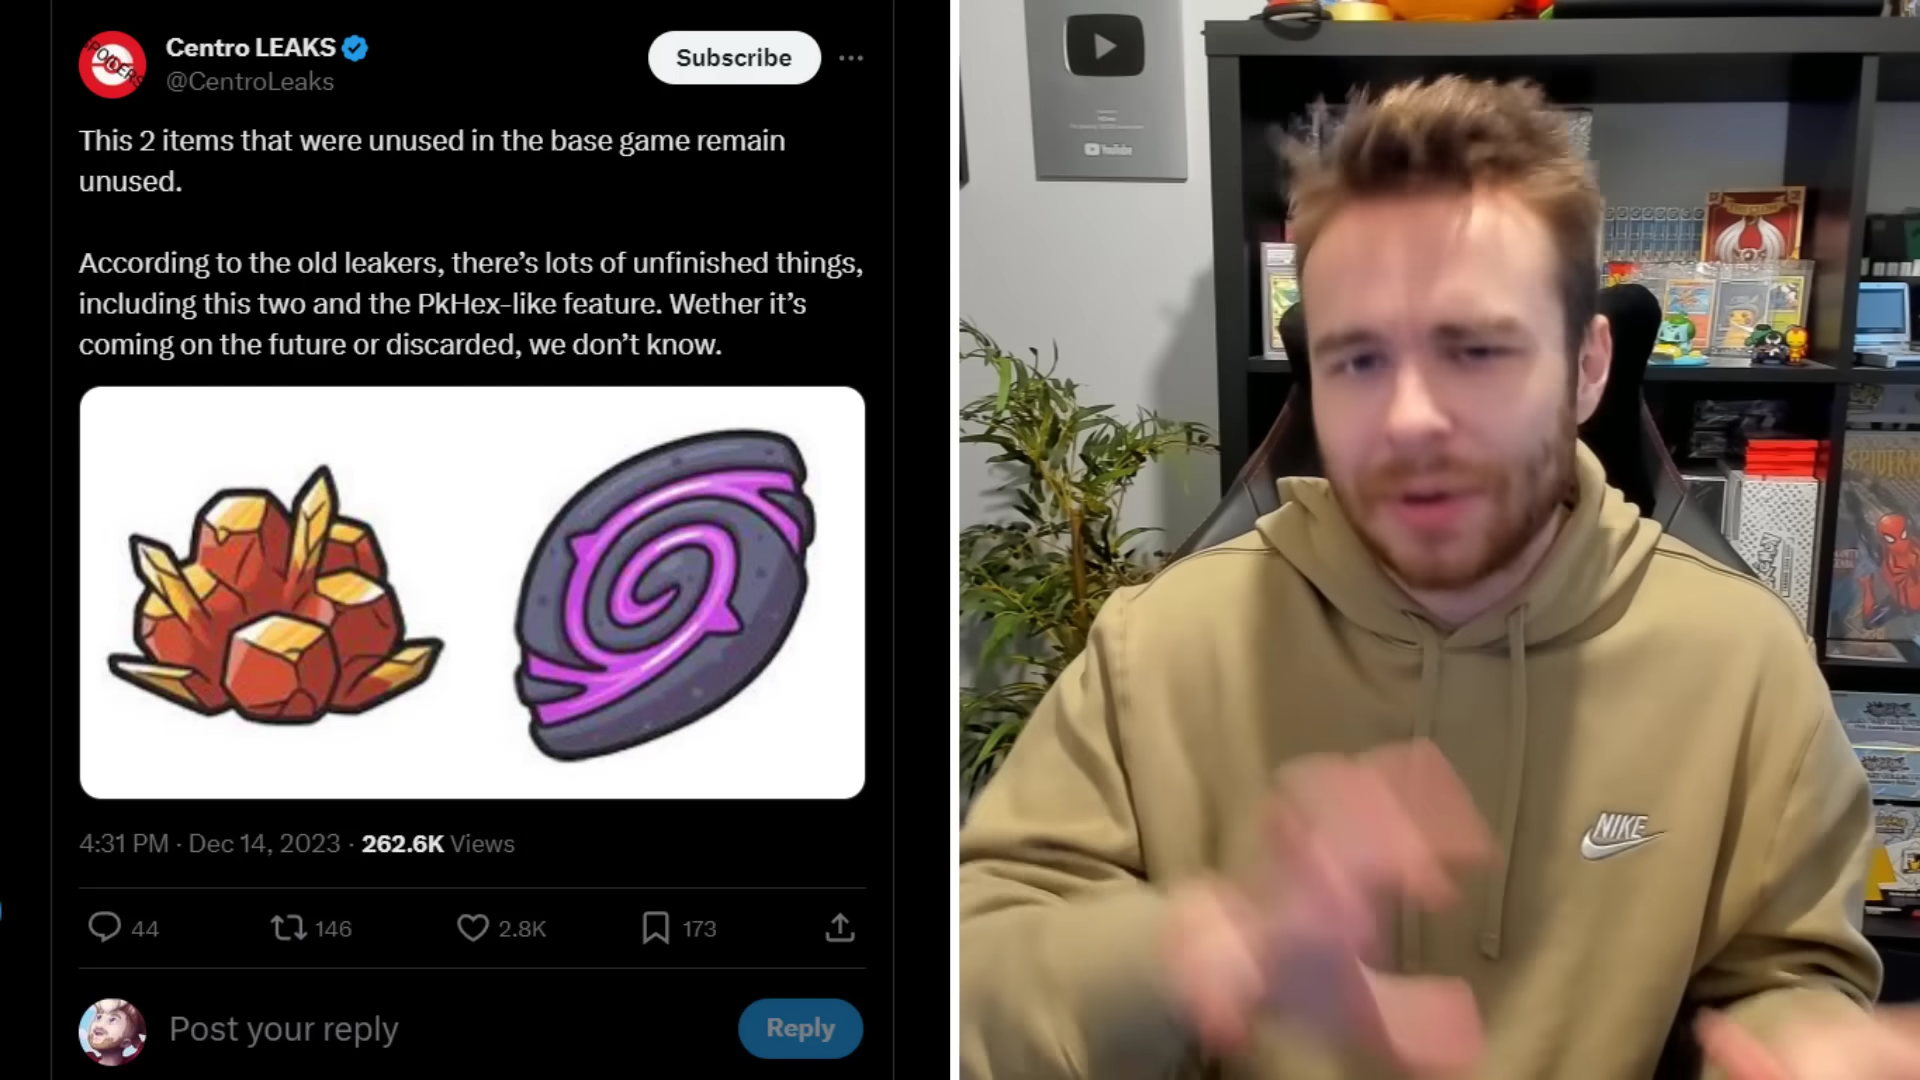 Centro LEAKS
@CentroLeaks
Subscribe
This 2 items that were unused in the base game remain
unused.
According to the old leakers, there’s lots of unfinished things,
including this two and the PkHex-like feature. Wether it’s
coming on the future or discarded, we don’t know.
4:31 PM · Dec 14, 2023 · 262.6K Views
44
146
2.8K
173
Post your reply
Reply
YouTube
NIKE
SPIDERM